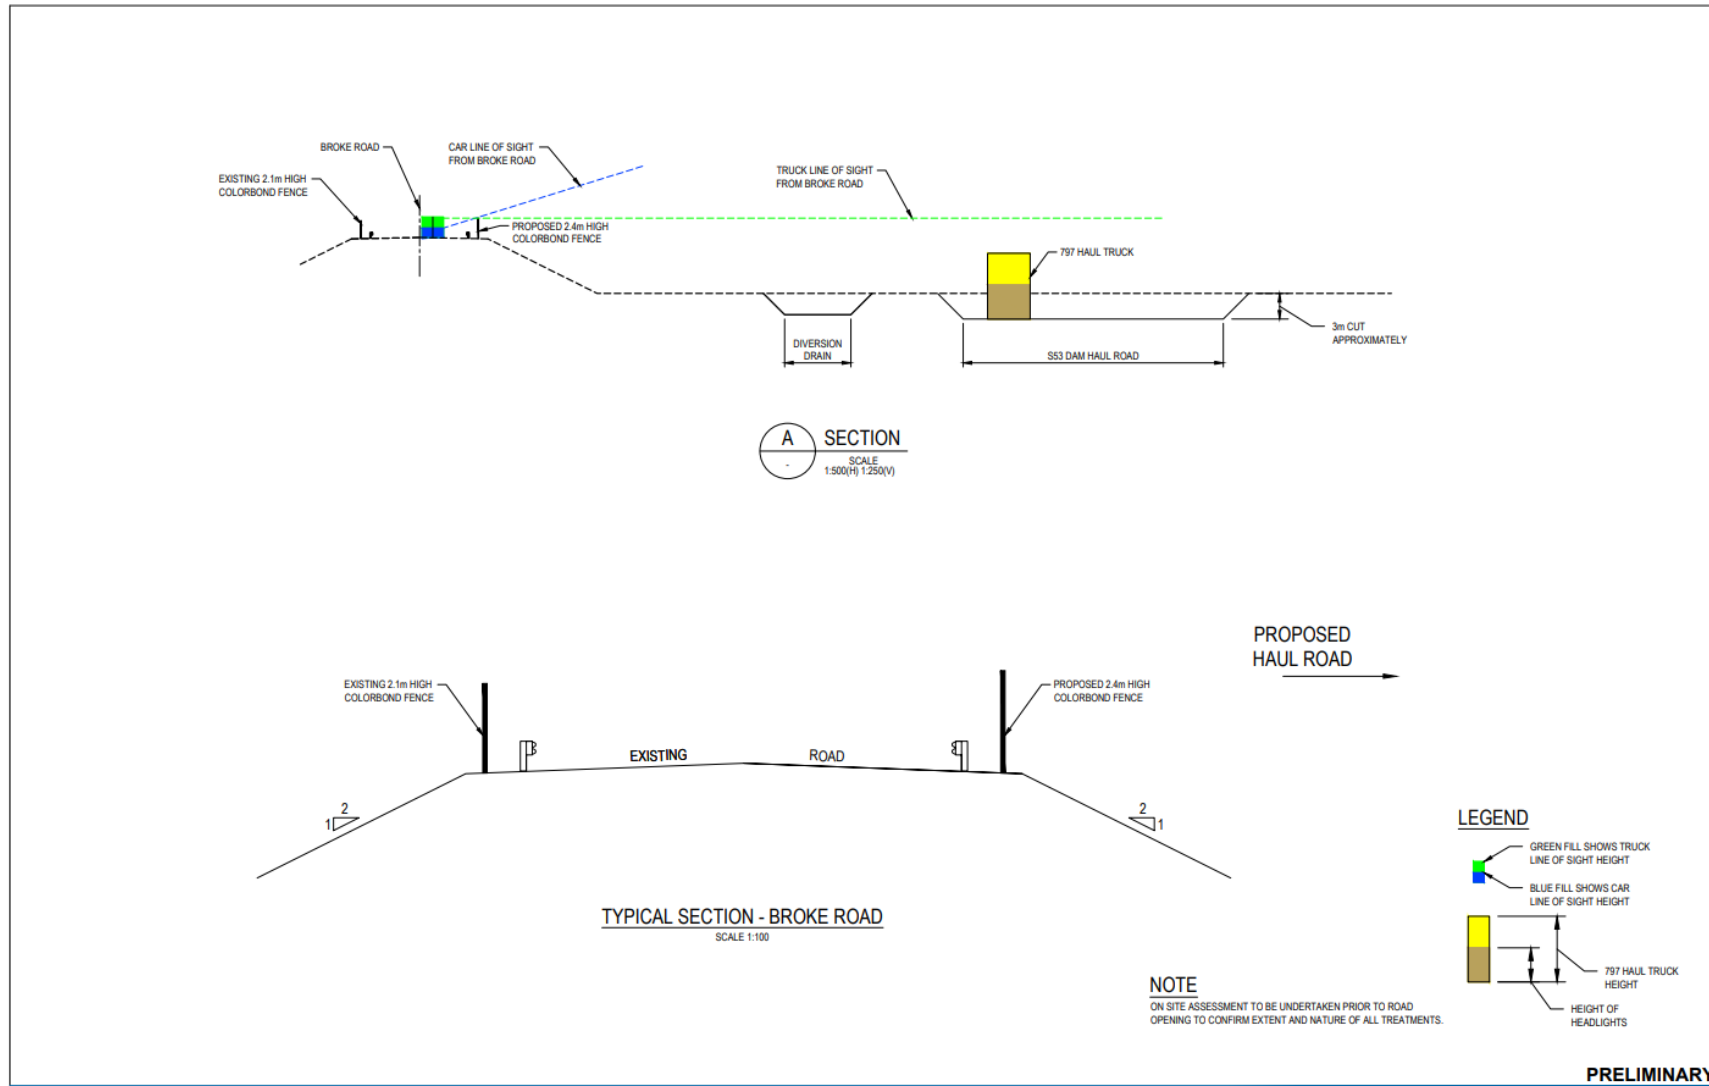 BROKE ROAD
CAR LINE OF SIGHT
FROM BROKE ROAD
EXISTING 2.1m HIGH
COLORBOND FENCE
TRUCK LINE OF SIGHT
FROM BROKE ROAD
PROPOSED 2.4m HIGH
COLORBOND FENCE
797 HAUL TRUCK
3m CUT
APPROXIMATELY
DIVERSION
DRAIN
S53 DAM HAUL ROAD
A
-
SECTION
SCALE
1:500(H) 1:250(V)
PROPOSED
HAUL ROAD
EXISTING 2.1m HIGH
COLORBOND FENCE
PROPOSED 2.4m HIGH
COLORBOND FENCE
EXISTING ROAD
2
1
2
1
TYPICAL SECTION - BROKE ROAD
SCALE 1:100
LEGEND
GREEN FILL SHOWS TRUCK
LINE OF SIGHT HEIGHT
BLUE FILL SHOWS CAR
LINE OF SIGHT HEIGHT
797 HAUL TRUCK
HEIGHT
HEIGHT OF
HEADLIGHTS
NOTE
ON SITE ASSESSMENT TO BE UNDERTAKEN PRIOR TO ROAD
OPENING TO CONFIRM EXTENT AND NATURE OF ALL TREATMENTS.
PRELIMINARY